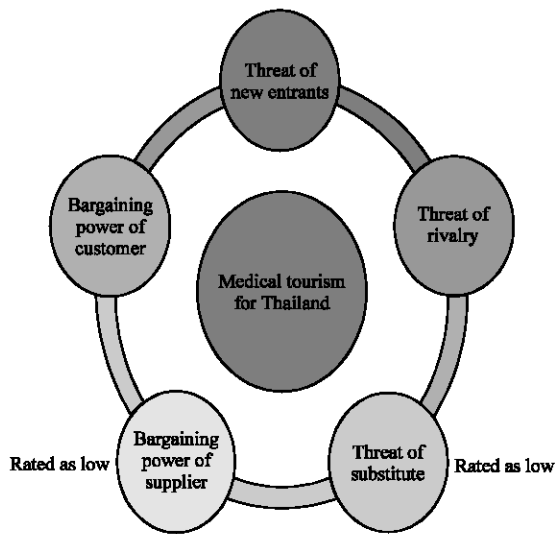 Threat of
new entrants
Bargaining
power of
customer
Threat of
rivalry
Medical tourism
for Thailand
Rated as low
Bargaining
power of
supplier
Threat of
substitute
Rated as low